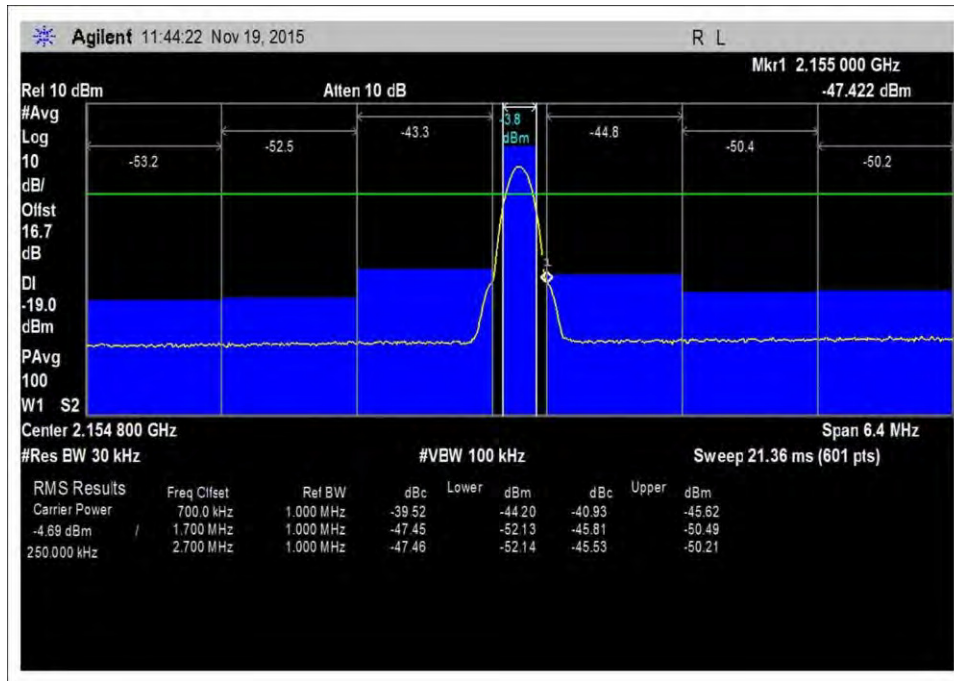 Agilent 11:44:22 Nov 19, 2015 R L
Mkr1 2.155 000 GHz
Rel 10 dBm Atten 10 dB -47.422 dBm
#Avg
Log
10
dB/
Offst
16.7
dB
DI
-19.0
dBm
PAvg
100
W1 S2
-53.2 -52.5 -43.3 -3.8 dBm -44.8 -50.4 -50.2
1
Center 2.154 800 GHz Span 6.4 MHz
#Res BW 30 kHz #VBW 100 kHz Sweep 21.36 ms (601 pts)
RMS Results Freq Clfset Ref BW dBc Lower dBm dBc Upper dBm
Carrier Power 700.0 kHz 1.000 MHz -39.52 -44.20 -40.93 -45.62
-4.69 dBm / 1.700 MHz 1.000 MHz -47.45 -52.13 -45.81 -50.49
250.000 kHz 2.700 MHz 1.000 MHz -47.46 -52.14 -45.53 -50.21